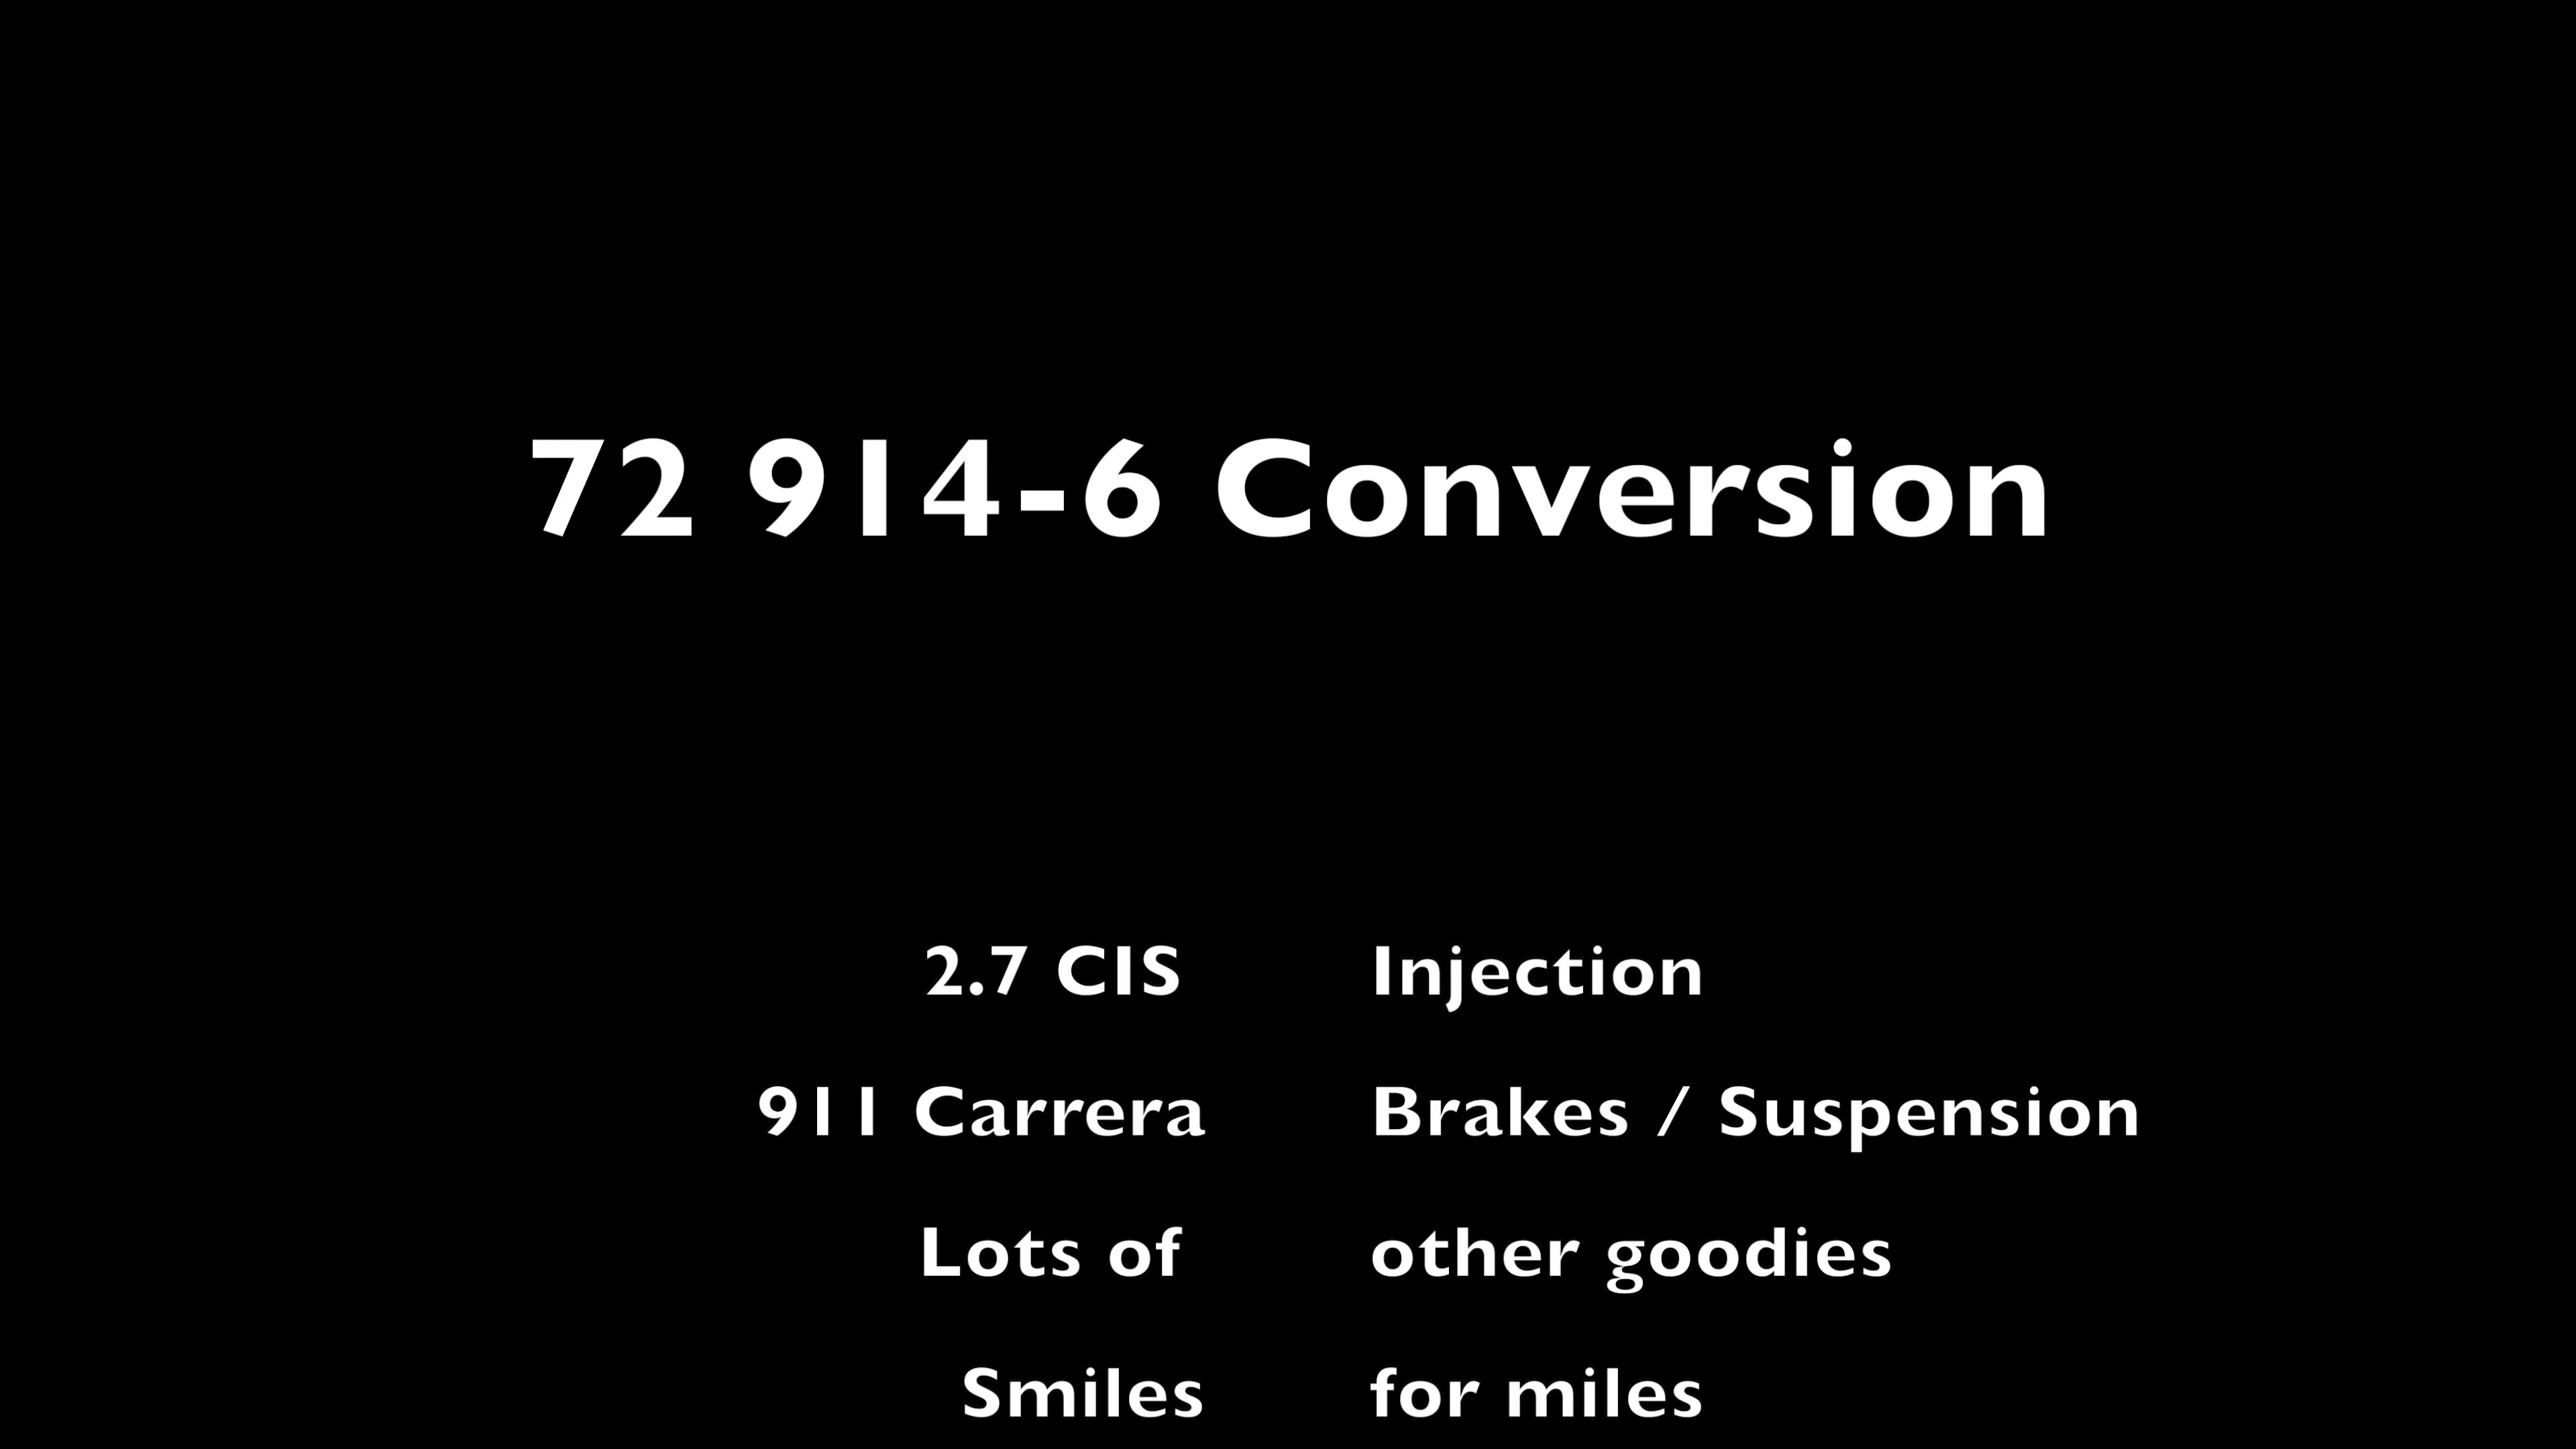 72 914-6 Conversion
2.7 CIS Injection
911 Carrera Brakes / Suspension
Lots of other goodies
Smiles for miles